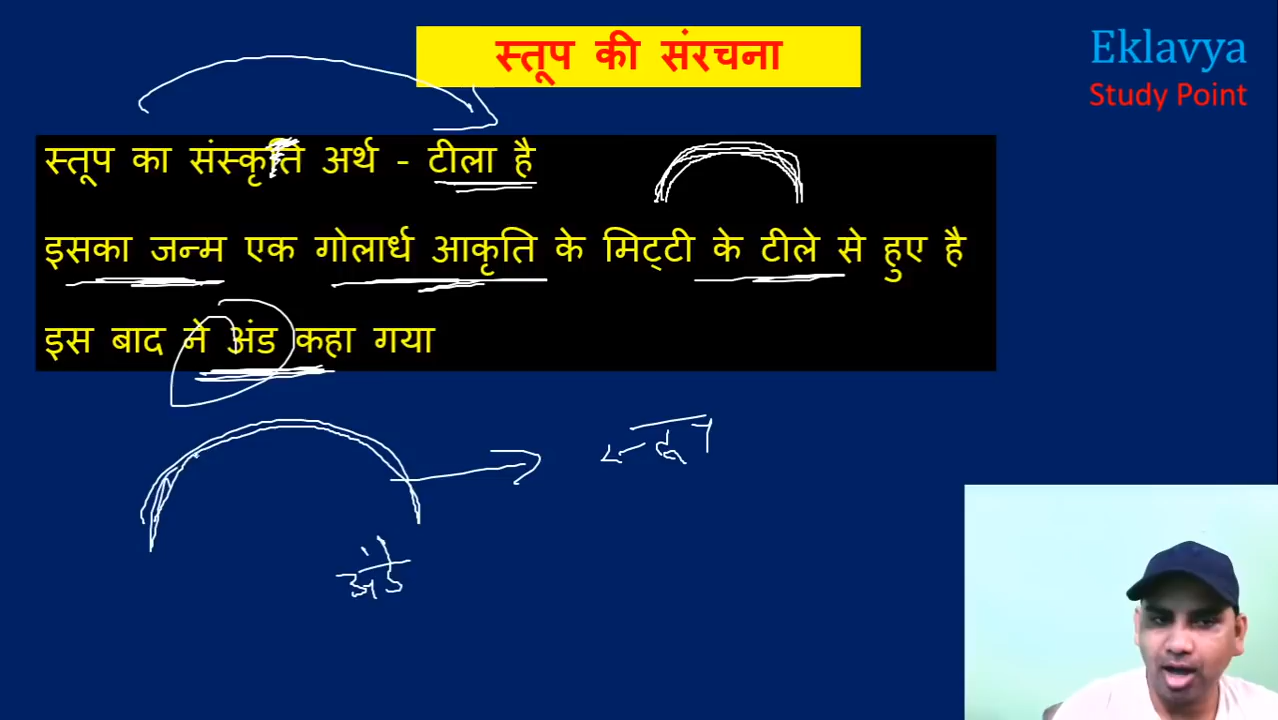 स्तूप की संरचना
Eklavya
Study Point
स्तूप का संस्कृति अर्थ - टीला है
इसका जन्म एक गोलार्ध आकृति के मिट्टी के टीले से हुए है
इस बाद ने अंड कहा गया
अंड